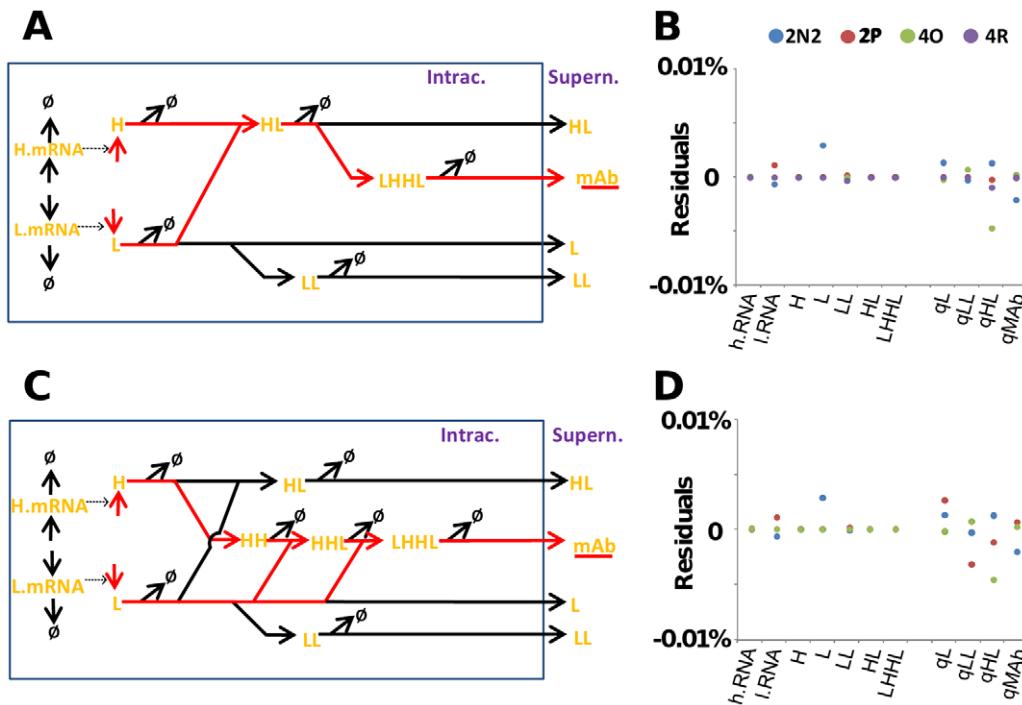 A
Intrac. Supern.
Ø
H Ø HL Ø HL
H.mRNA
Ø
LHHL mAb
L.mRNA
Ø
L L
Ø
Ø LL LL
B
2N2 2P 4O 4R
0.01%
0
-0.01%
Residuals
h.RNA l.RNA H L LL HL LHHL qL qLL qHL qMAb
C
Intrac. Supern.
Ø
H Ø HL Ø HL
H.mRNA
Ø Ø Ø
HH HHL LHHL mAb
L.mRNA
Ø
L L
Ø
Ø LL LL
D
0.01%
0
-0.01%
Residuals
h.RNA l.RNA H L LL HL LHHL qL qLL qHL qMAb